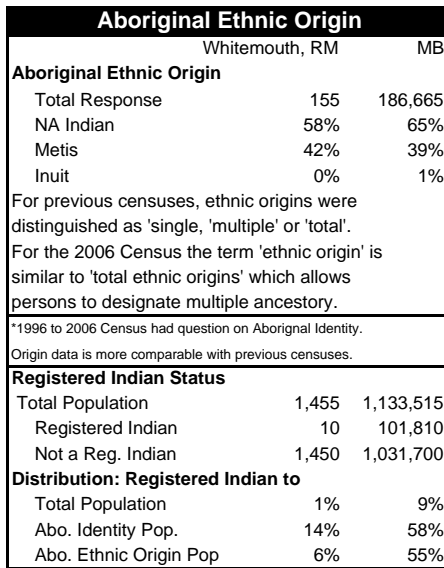 Aboriginal Ethnic Origin
Whitemouth, RM MB
Aboriginal Ethnic Origin
Total Response 155 186,665
NA Indian 58% 65%
Metis 42% 39%
Inuit 0% 1%
For previous censuses, ethnic origins were
distinguished as 'single, 'multiple' or 'total'.
For the 2006 Census the term 'ethnic origin' is
similar to 'total ethnic origins' which allows
persons to designate multiple ancestory.
*1996 to 2006 Census had question on Aborignal Identity.
Origin data is more comparable with previous censuses.
Registered Indian Status
Total Population 1,455 1,133,515
Registered Indian 10 101,810
Not a Reg. Indian 1,450 1,031,700
Distribution: Registered Indian to
Total Population 1% 9%
Abo. Identity Pop. 14% 58%
Abo. Ethnic Origin Pop 6% 55%